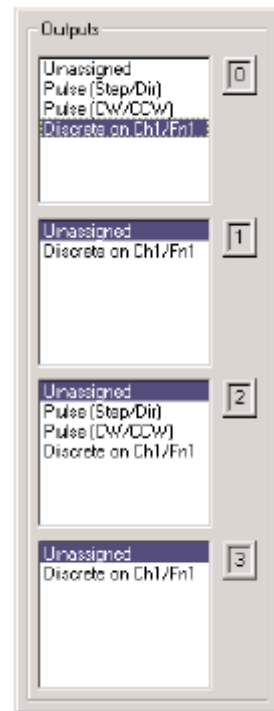 Outputs
Unassigned
Pulse (Step/Dir)
Pulse (CW/CCW)
Discrete on Ch1/Fn1
0
Unassigned
Discrete on Ch1/Fn1
1
Unassigned
Pulse (Step/Dir)
Pulse (CW/CCW)
Discrete on Ch1/Fn1
2
Unassigned
Discrete on Ch1/Fn1
3